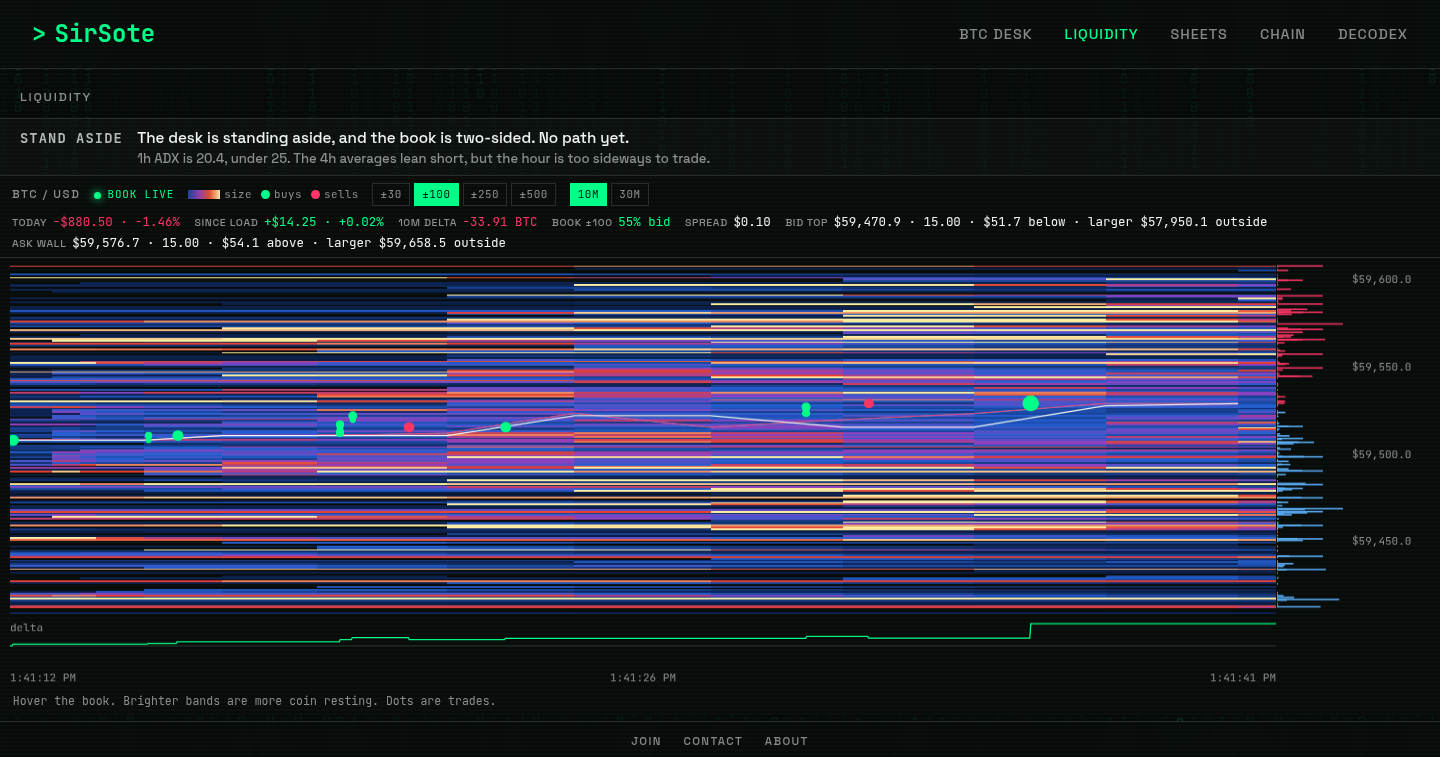 > SirSote
BTC DESK LIQUIDITY SHEETS CHAIN DECODEX
LIQUIDITY
STAND ASIDE The desk is standing aside, and the book is two-sided. No path yet.
1h ADX is 20.4, under 25. The 4h averages lean short, but the hour is too sideways to trade.
BTC / USD BOOK LIVE size buys sells ±30 ±100 ±250 ±500 10M 30M
TODAY -$880.50 · -1.46% SINCE LOAD +$14.25 · +0.02% 10M DELTA -33.91 BTC BOOK ±100 55% bid SPREAD $0.10 BID TOP $59,470.9 · 15.00 · $51.7 below · larger $57,950.1 outside
ASK WALL $59,576.7 · 15.00 · $54.1 above · larger $59,658.5 outside
$59,600.0
$59,550.0
$59,500.0
$59,450.0
delta
1:41:12 PM 1:41:26 PM 1:41:41 PM
Hover the book. Brighter bands are more coin resting. Dots are trades.
JOIN CONTACT ABOUT